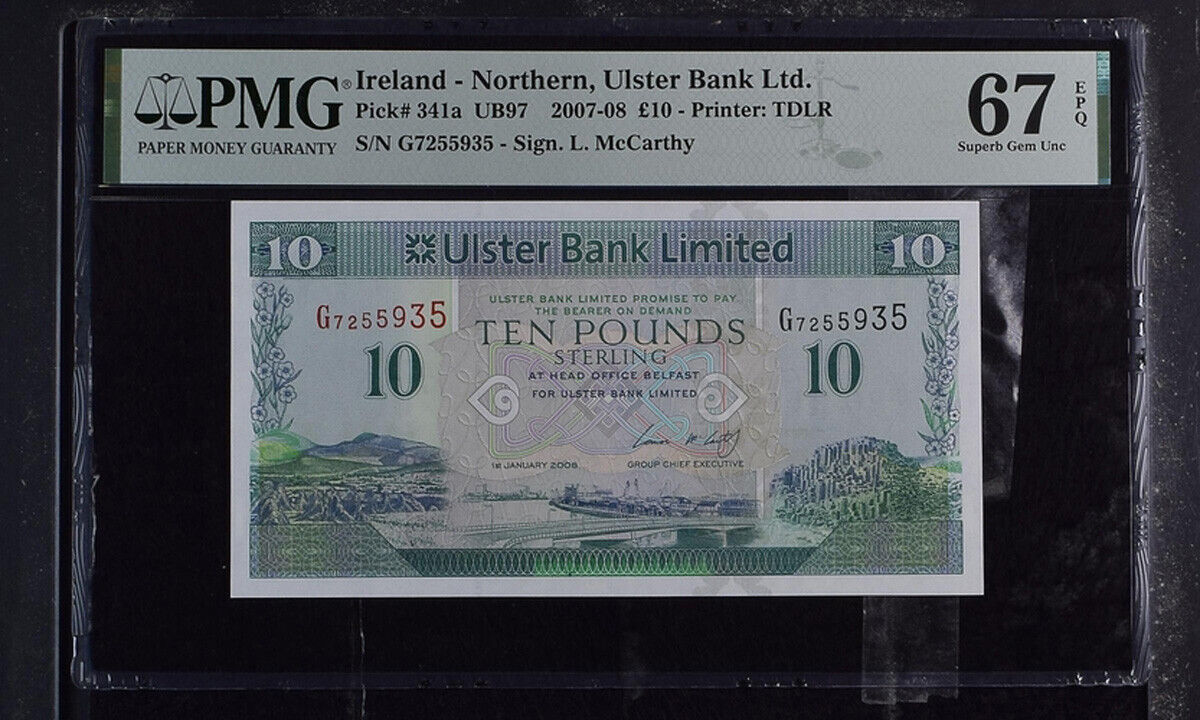 PMG®
PAPER MONEY GUARANTY
Ireland - Northern, Ulster Bank Ltd.
Pick# 341a UB97 2007-08 £10 - Printer: TDLR
S/N G7255935 - Sign. L. McCarthy
67 EPQ
Superb Gem Unc
10 Ulster Bank Limited 10
ULSTER BANK LIMITED PROMISE TO PAY
THE BEARER ON DEMAND
G7255935 TEN POUNDS G7255935
STERLING
10 AT HEAD OFFICE BELFAST 10
FOR ULSTER BANK LIMITED
1ST JANUARY 2008 GROUP CHIEF EXECUTIVE